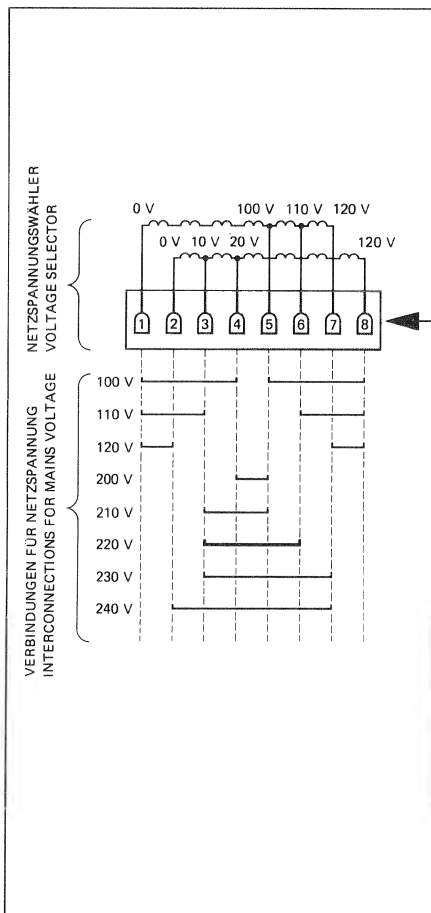 NETZSPANNUNGSWÄHLER
VOLTAGE SELECTOR
0 V 100 V 110 V 120 V
0 V 10 V 20 V 120 V
1 2 3 4 5 6 7 8
VERBINDUNGEN FÜR NETZSPANNUNG
INTERCONNECTIONS FOR MAINS VOLTAGE
100 V
110 V
120 V
200 V
210 V
220 V
230 V
240 V